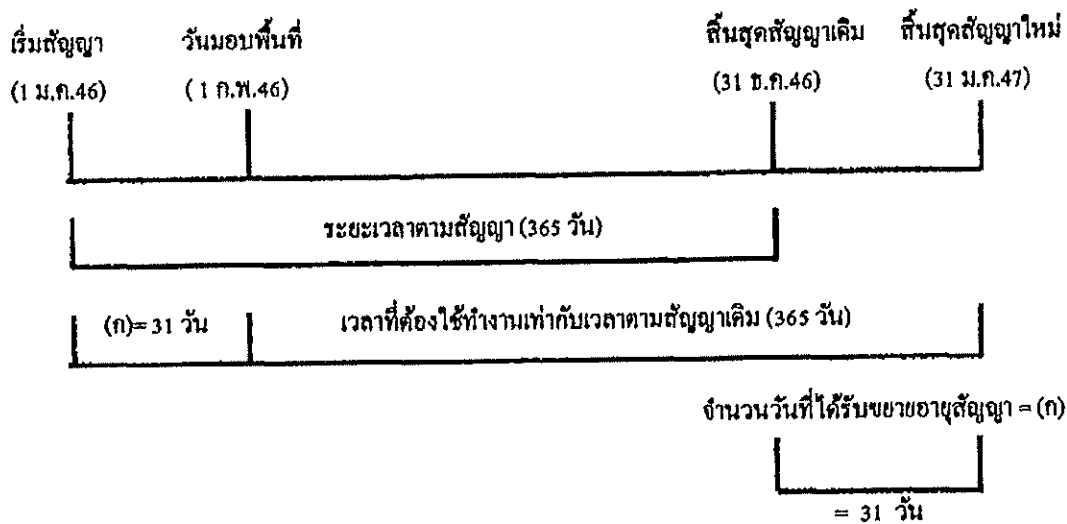 เริ่มสัญญา วันมอบพื้นที่ สิ้นสุดสัญญาเดิม สิ้นสุดสัญญาใหม่
(1 ม.ค.46) ( 1 ก.พ.46) (31 ธ.ค.46) (31 ม.ค.47)
ระยะเวลาตามสัญญา (365 วัน)
(ก)= 31 วัน เวลาที่ต้องใช้ทำงานเท่ากับเวลาตามสัญญาเดิม (365 วัน)
จำนวนวันที่ได้รับขยายอายุสัญญา = (ก)
= 31 วัน